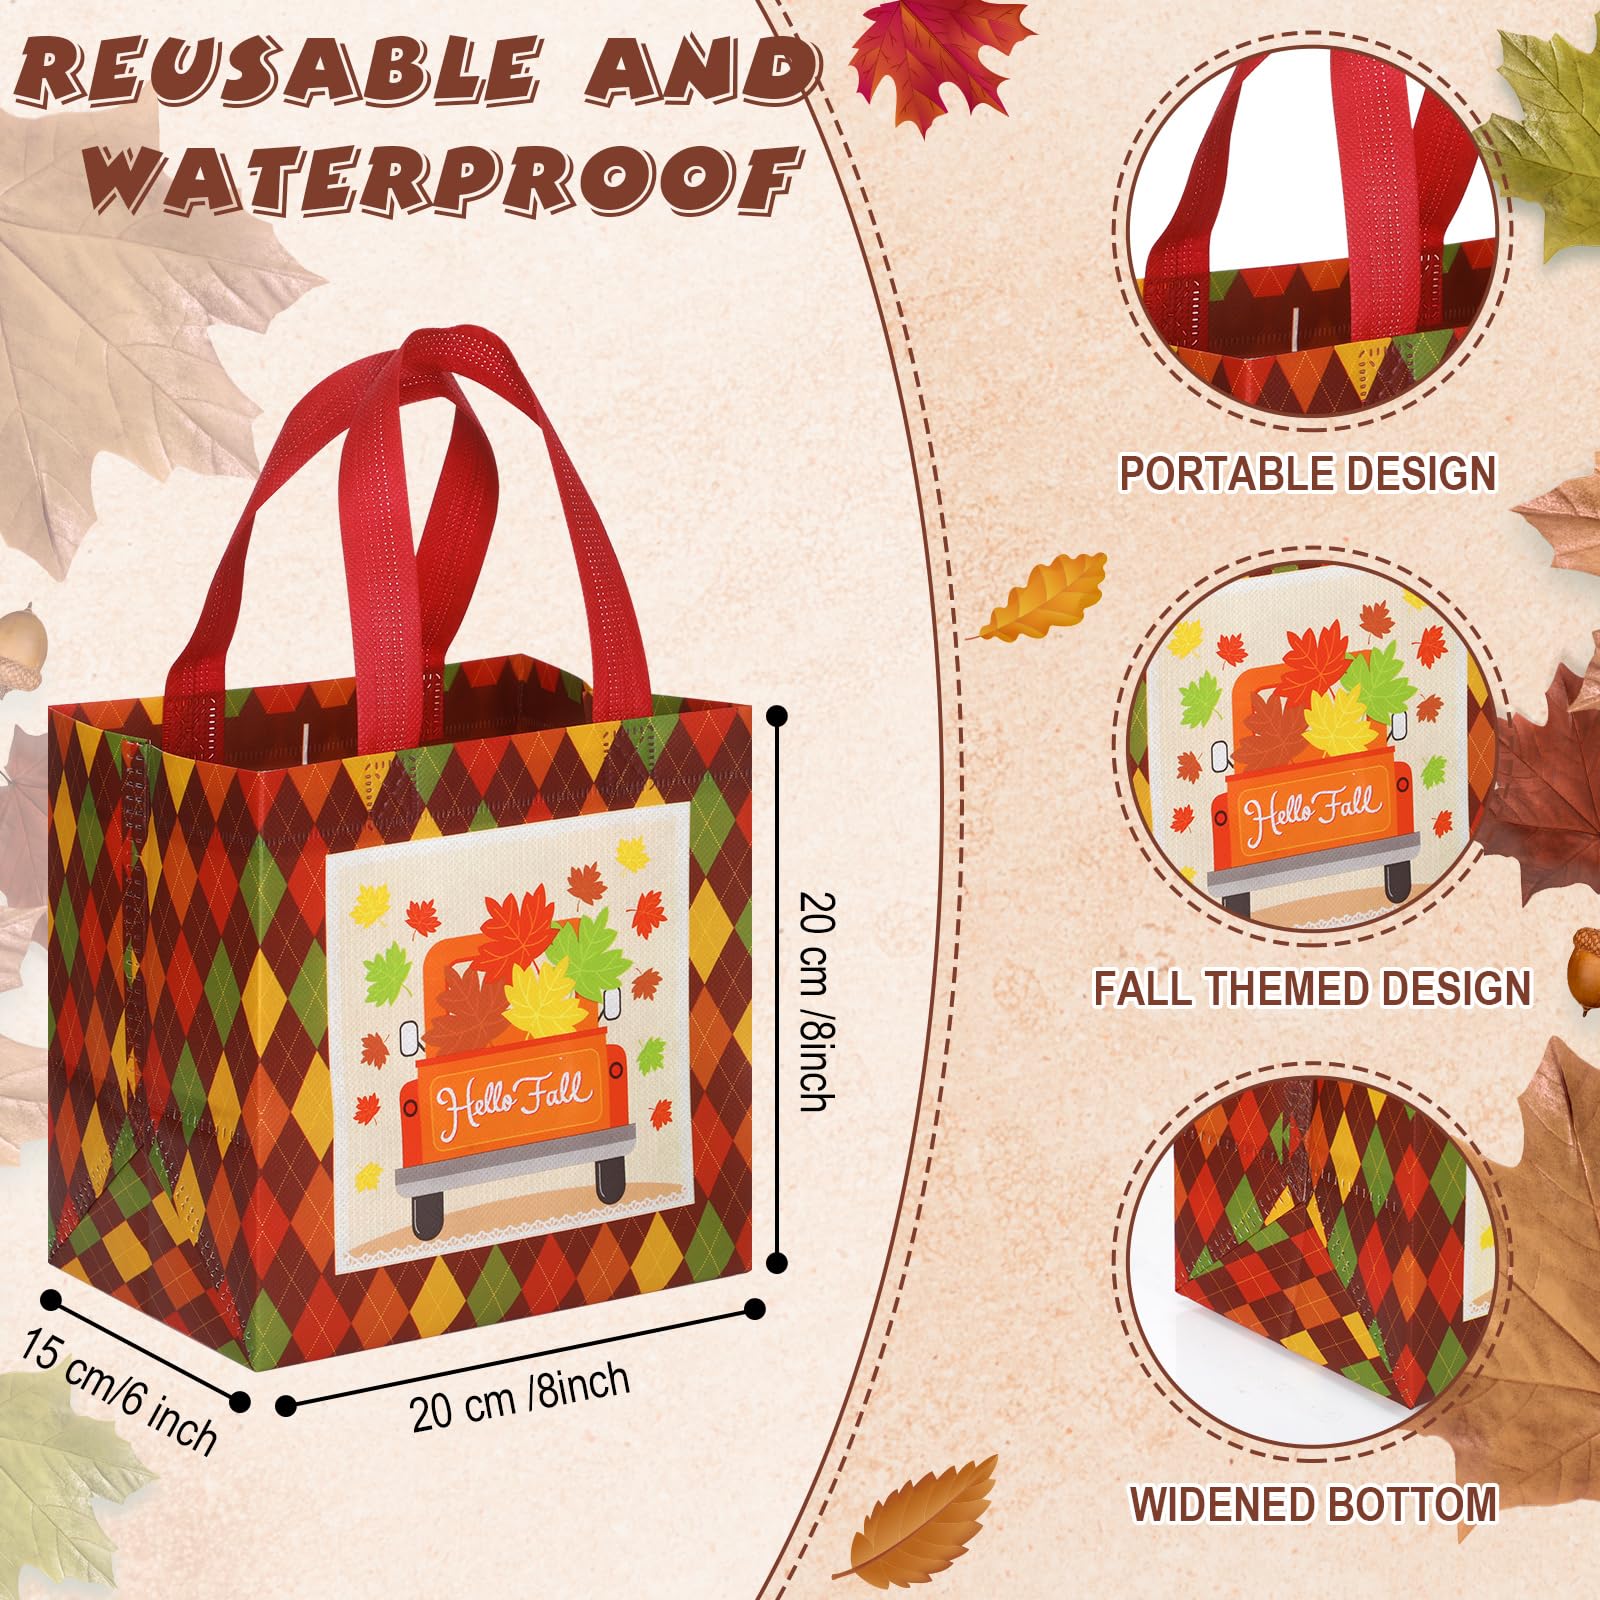 REUSABLE AND
WATERPROOF
PORTABLE DESIGN
Hello Fall
FALL THEMED DESIGN
Hello Fall
20 cm /8inch
15 cm/6 inch
20 cm /8inch
WIDENED BOTTOM